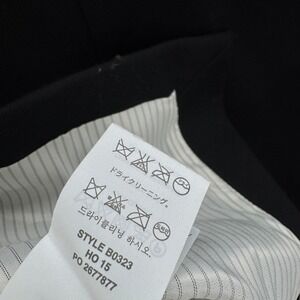 ドライクリーニング。
드라이클리닝 하시오.
STYLE B0323
HO 15
PO 2677877